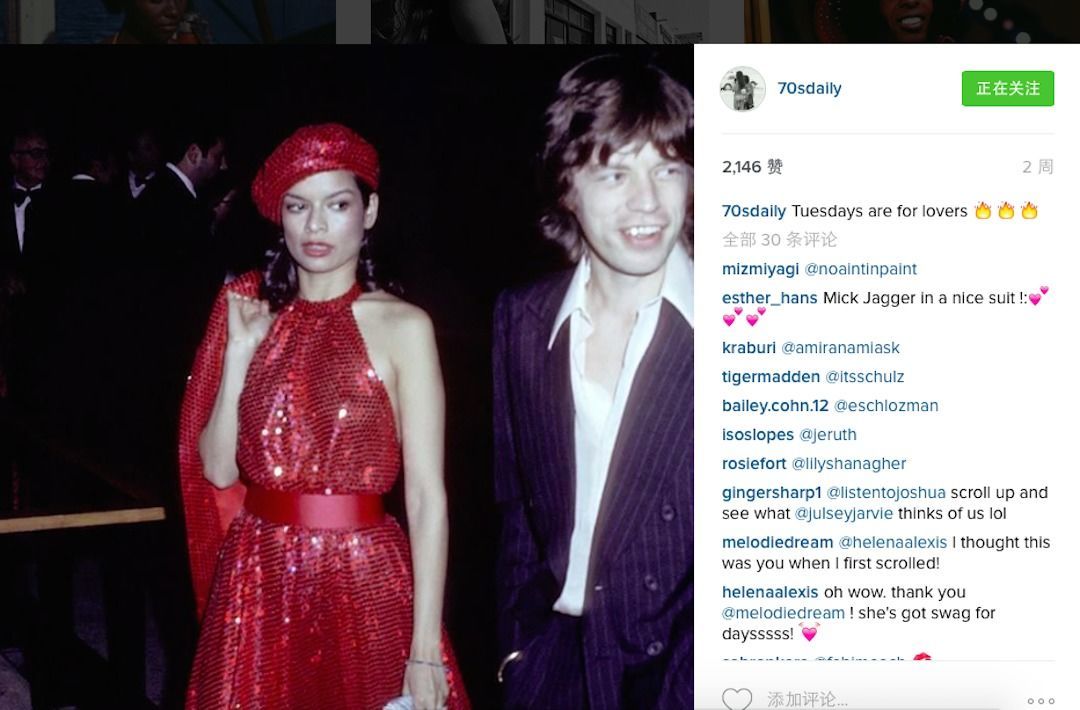 70sdaily
正在关注
2,146 赞
2 周
70sdaily Tuesdays are for lovers 🔥 🔥 🔥
全部 30 条评论
mizmiyagi @noaintinpaint
esther_hans Mick Jagger in a nice suit !:💕
💕 💕
kraburi @amiranamiask
tigermadden @itsschulz
bailey.cohn.12 @eschlozman
isoslopes @jeruth
rosiefort @lilyshanagher
gingersharp1 @listentojoshua scroll up and
see what @julseyjarvie thinks of us lol
melodiedream @helenaalexis I thought this
was you when I first scrolled!
helenaalexis oh wow. thank you
@melodiedream ! she's got swag for
daysssss! 💓
添加评论...